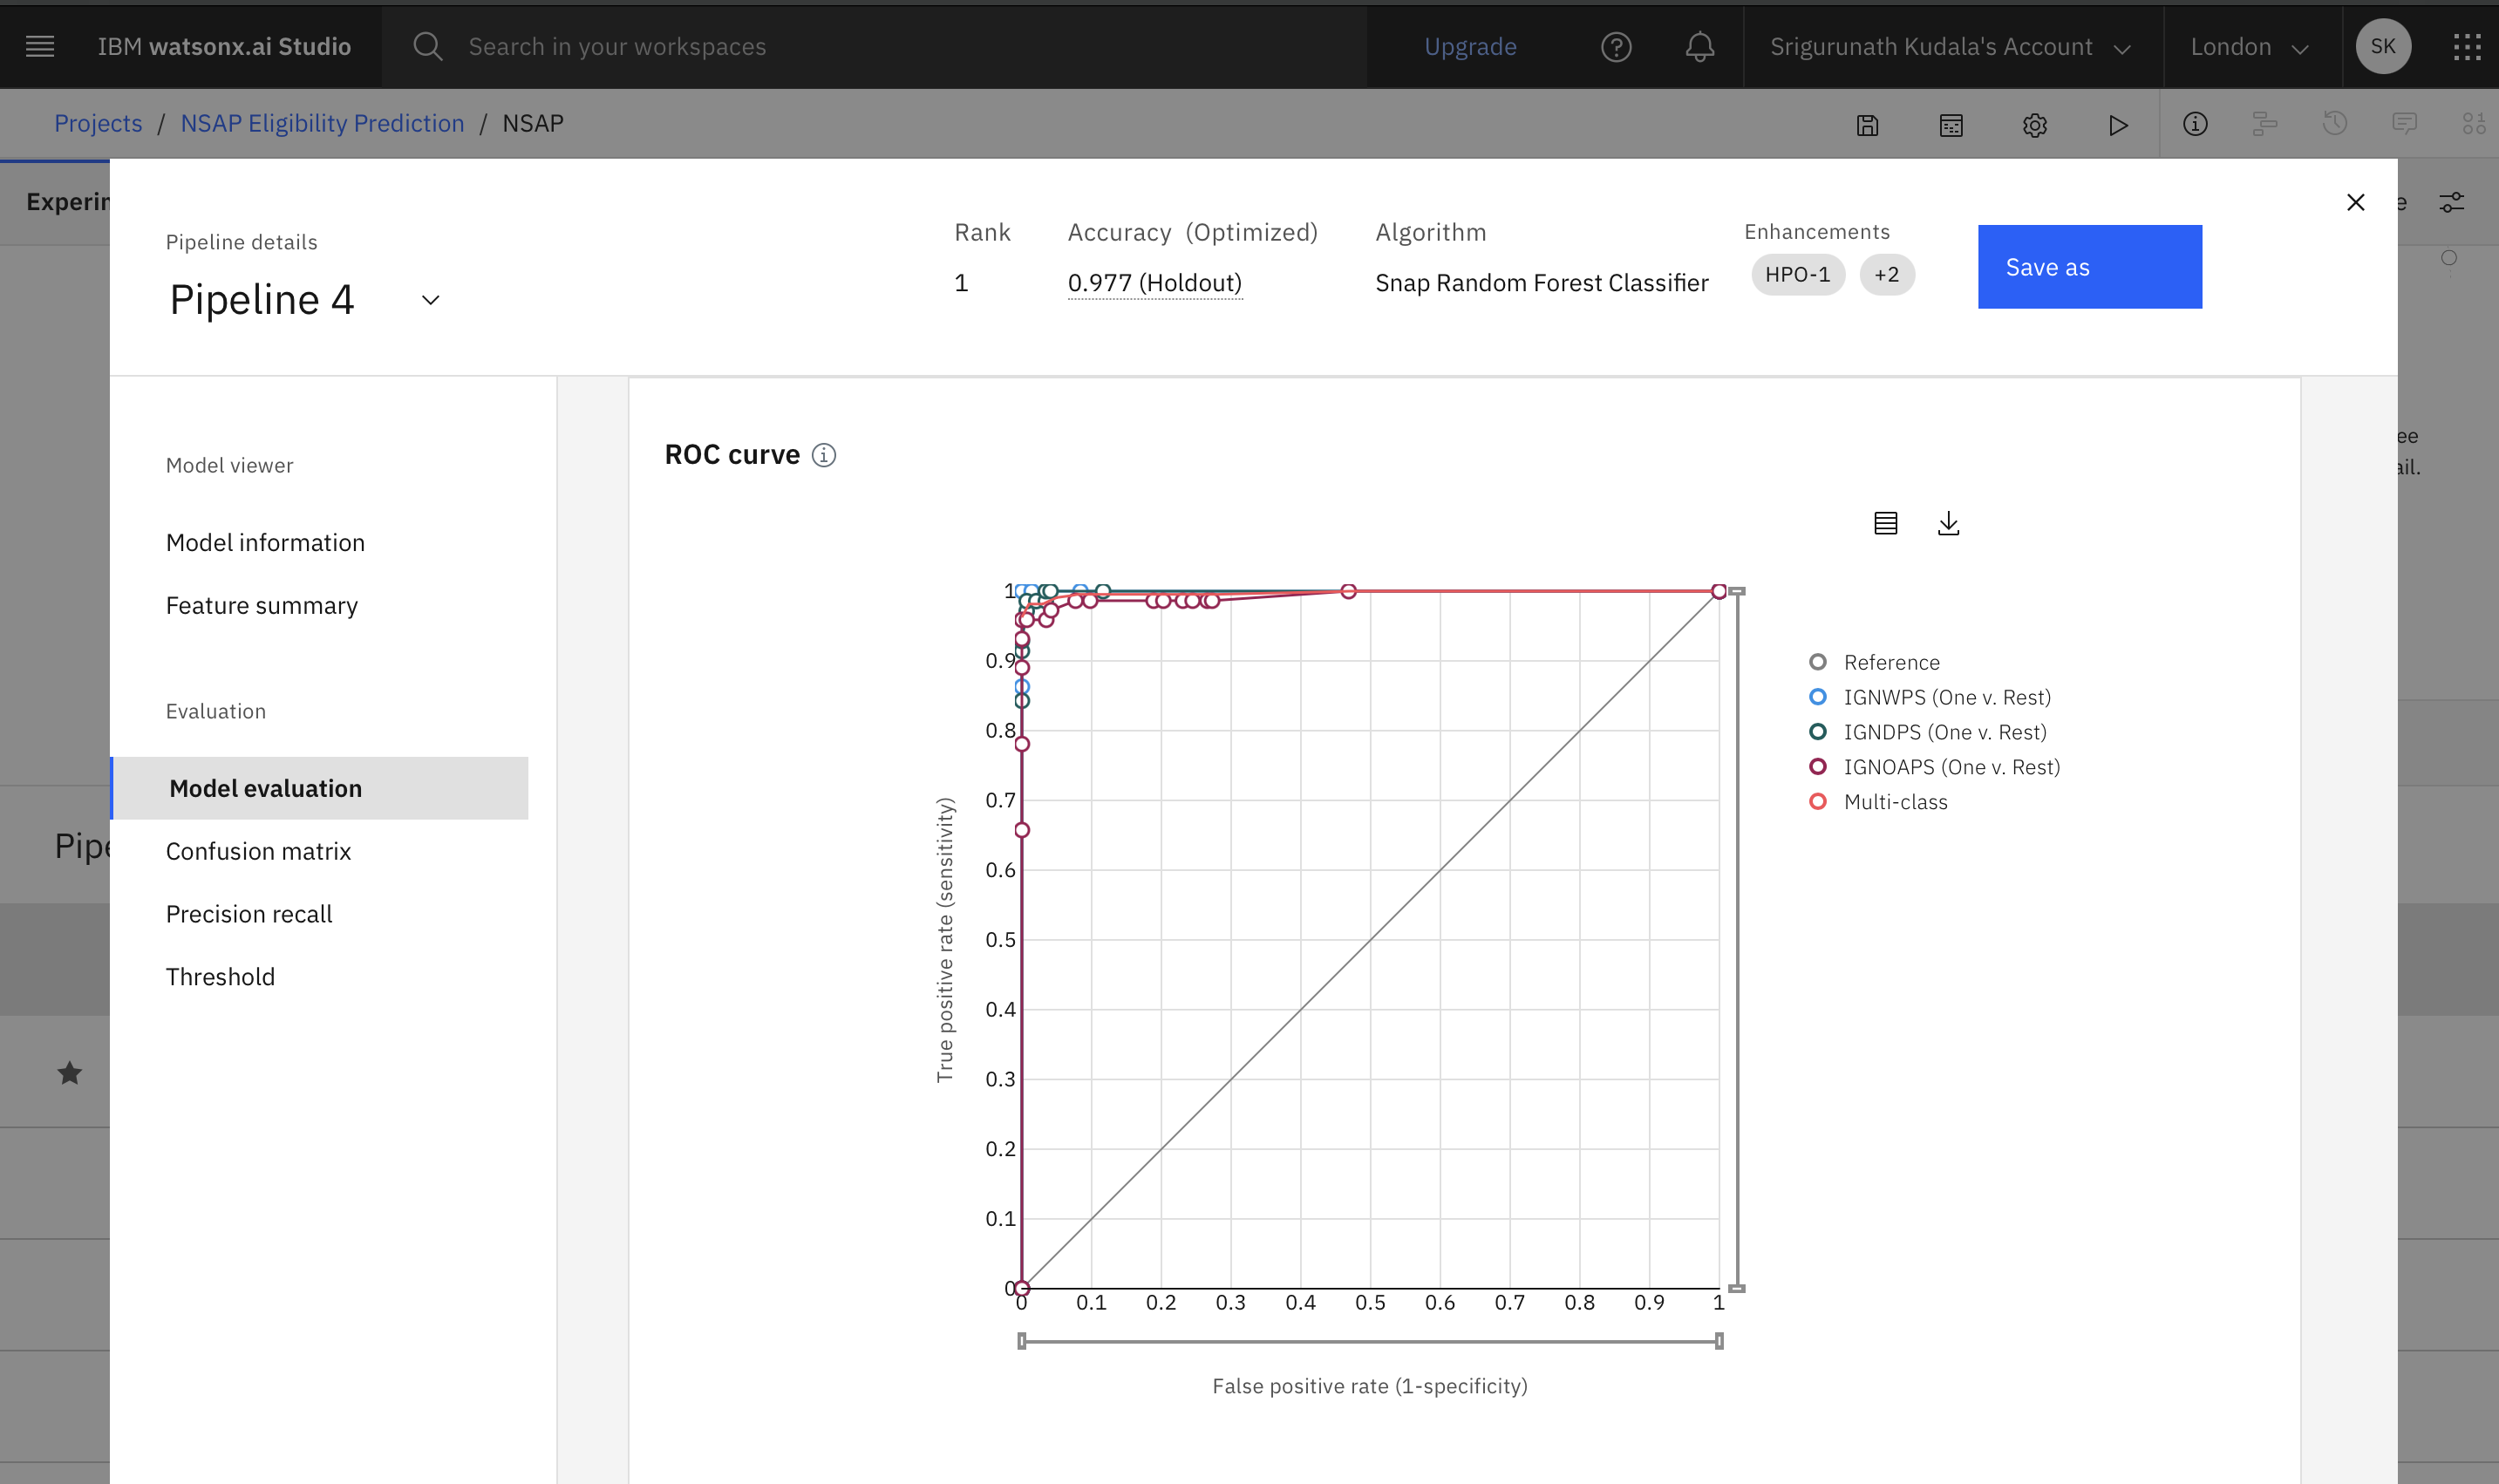 IBM watsonx.ai Studio
Search in your workspaces
Upgrade
Srigurunath Kudala's Account
London
SK
Projects / NSAP Eligibility Prediction / NSAP
Pipeline details
Pipeline 4
Rank
1
Accuracy (Optimized)
0.977 (Holdout)
Algorithm
Snap Random Forest Classifier
Enhancements
HPO-1
+2
Save as
Model viewer
Model information
Feature summary
Evaluation
Model evaluation
Confusion matrix
Precision recall
Threshold
ROC curve
True positive rate (sensitivity)
1
0.9
0.8
0.7
0.6
0.5
0.4
0.3
0.2
0.1
0
0 0.1 0.2 0.3 0.4 0.5 0.6 0.7 0.8 0.9 1
False positive rate (1-specificity)
Reference
IGNWPS (One v. Rest)
IGNDPS (One v. Rest)
IGNOAPS (One v. Rest)
Multi-class